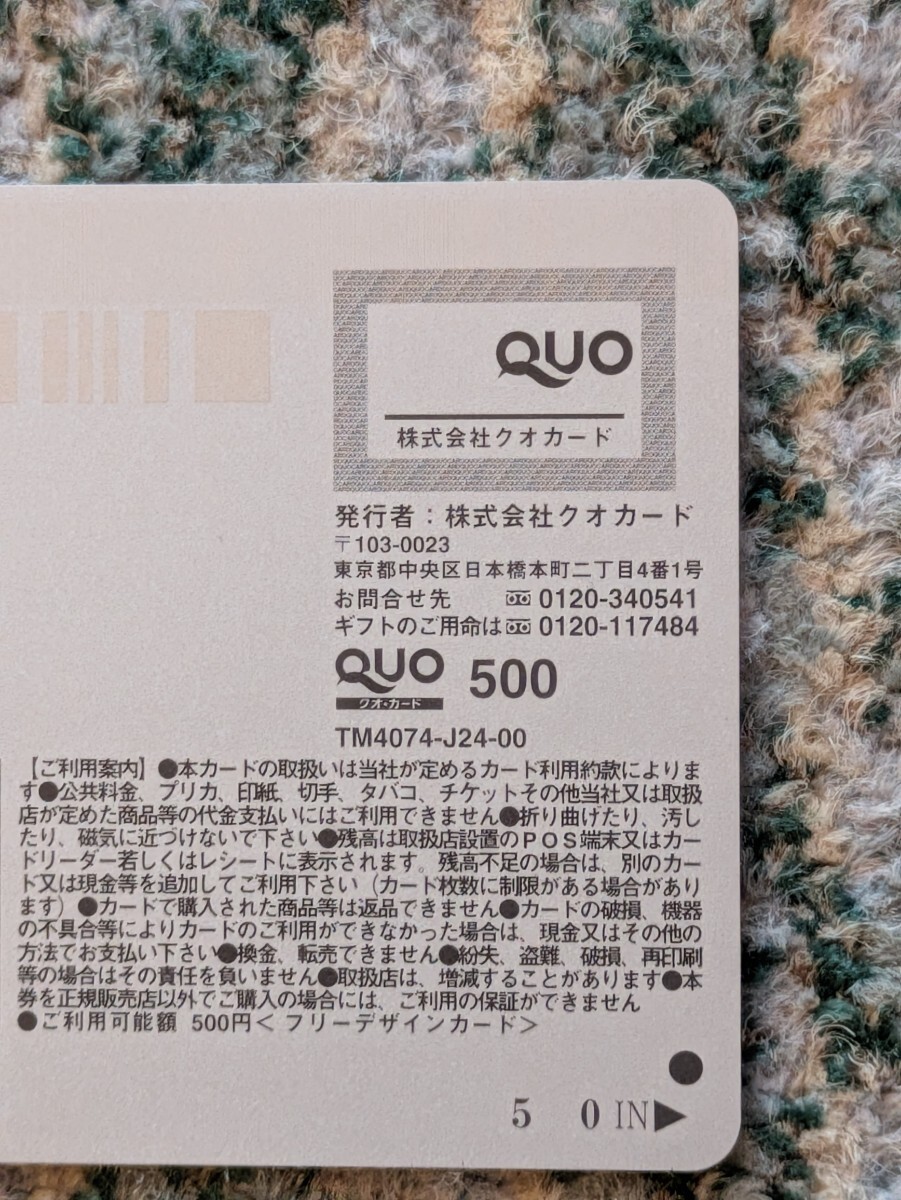 QUO
株式会社クオカード
発行者：株式会社クオカード
〒103-0023
東京都中央区日本橋本町二丁目4番1号
お問合せ先 0120-340541
ギフトのご用命は 0120-117484
QUO 500
クオ・カード
TM4074-J24-00
【ご利用案内】●本カードの取扱いは当社が定めるカード利用約款によりま
す●公共料金、プリカ、印紙、切手、タバコ、チケットその他当社又は取扱
店が定めた商品等の代金支払いにはご利用できません●折り曲げたり、汚し
たり、磁気に近づけないで下さい●残高は取扱店設置のPOS端末又はカー
ドリーダー若しくはレシートに表示されます。残高不足の場合は、別のカー
ド又は現金等を追加してご利用下さい（カード枚数に制限がある場合があり
ます）●カードで購入された商品等は返品できません●カードの破損、機器
の不具合等によりカードのご利用ができなかった場合は、現金又はその他の
方法でお支払い下さい●換金、転売できません●紛失、盗難、破損、再印刷
等の場合はその責任を負いません●取扱店は、増減することがあります●本
券を正規販売店以外でご購入の場合には、ご利用の保証ができません
●ご利用可能額 500円＜フリーデザインカード＞
5 0 IN▶